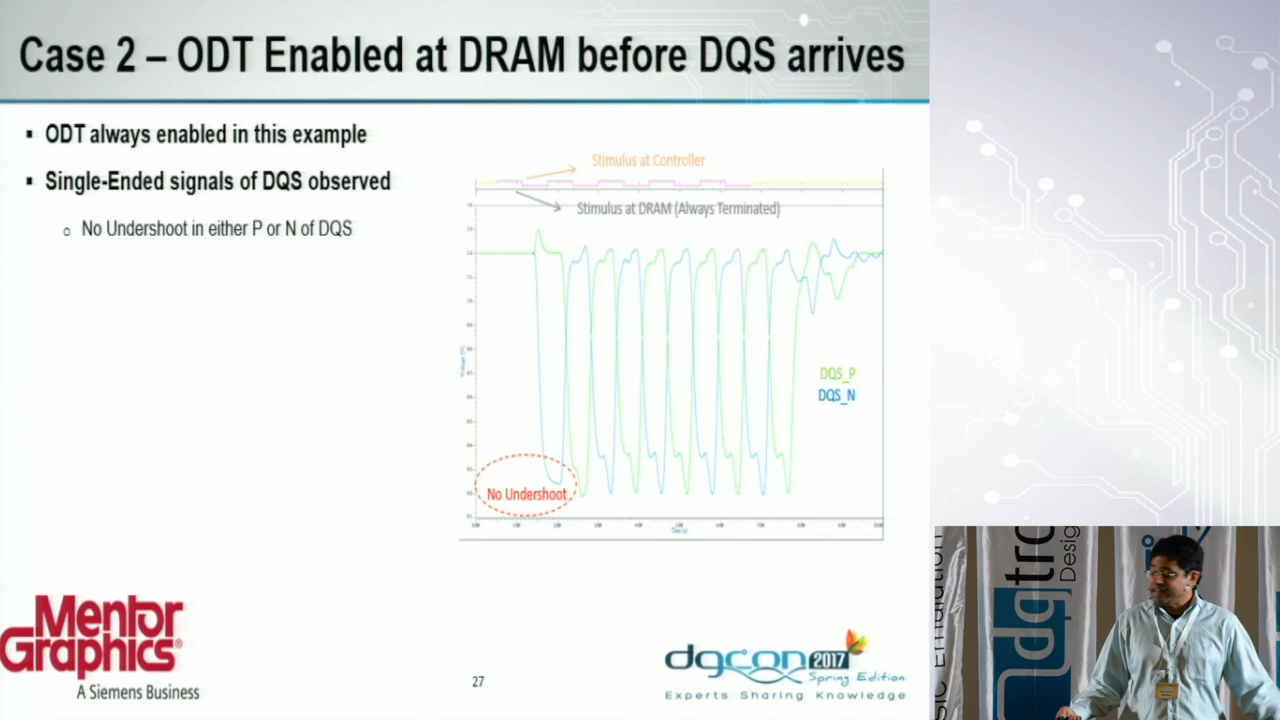 Case 2 – ODT Enabled at DRAM before DQS arrives
▪ ODT always enabled in this example
▪ Single-Ended signals of DQS observed
o No Undershoot in either P or N of DQS
Stimulus at Controller
Stimulus at DRAM (Always Terminated)
DQS_P
DQS_N
No Undershoot
Mentor
Graphics®
A Siemens Business
27
dgcon 2017
Spring Edition
Experts Sharing Knowledge
Desig